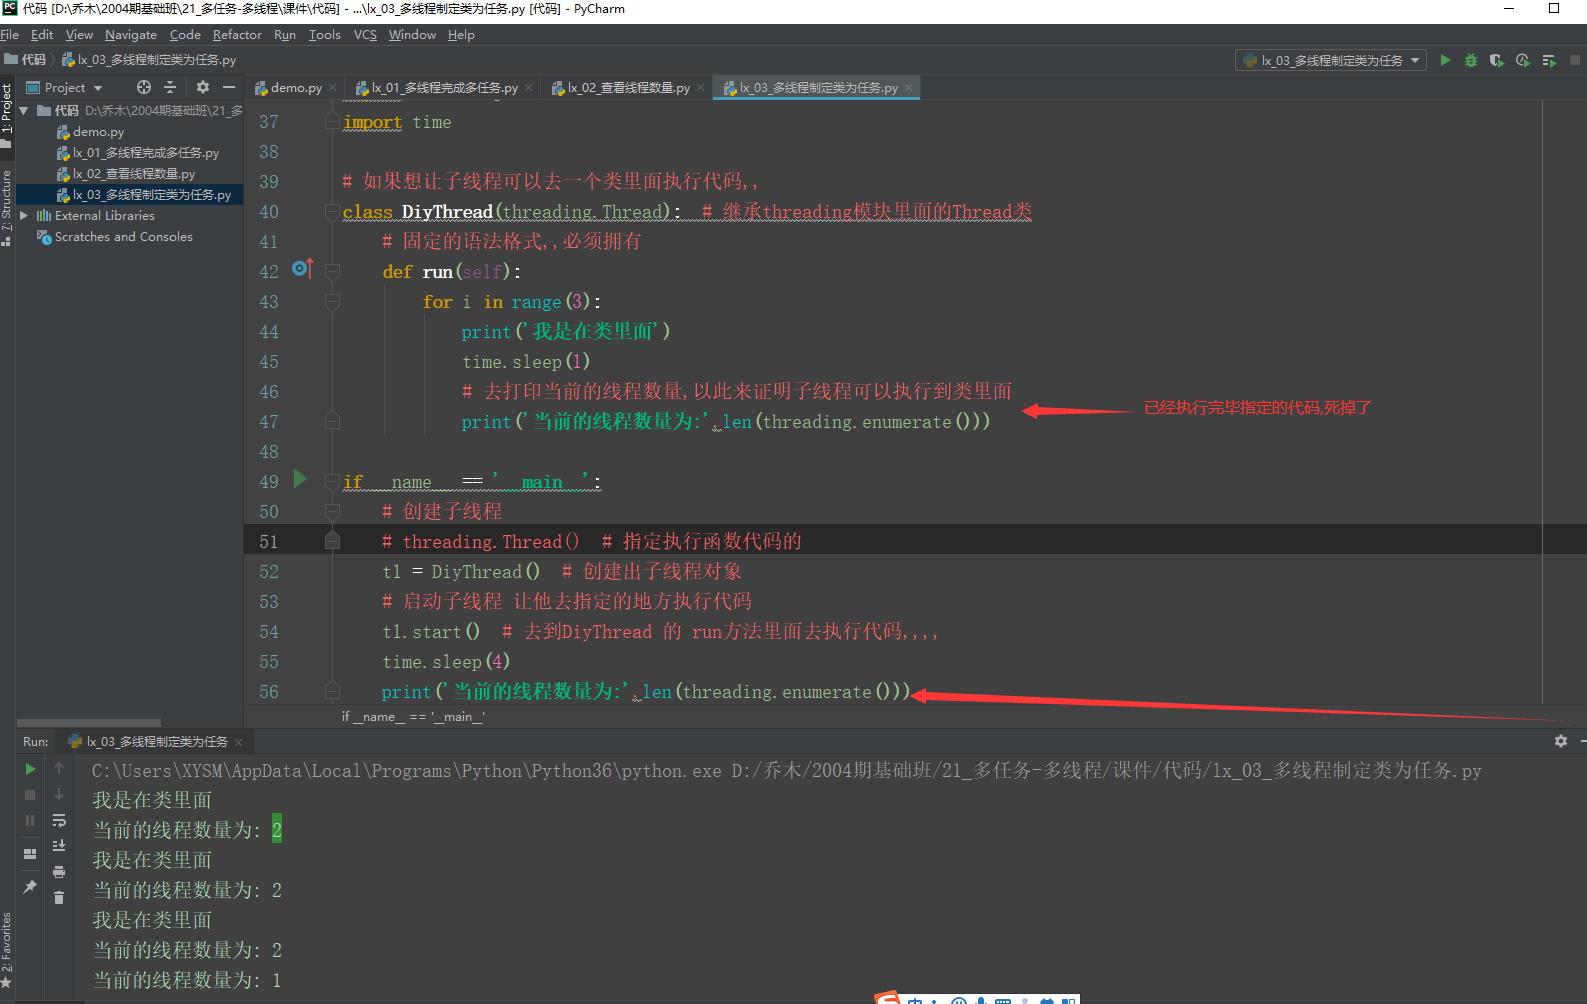 代码 [D:\乔木\2004期基础班\21_多任务-多线程\课件\代码] - ...\lx_03_多线程制定类为任务.py [代码] - PyCharm
File Edit View Navigate Code Refactor Run Tools VCS Window Help
代码 lx_03_多线程制定类为任务.py
lx_03_多线程制定类为任务
1: Project
7: Structure
2: Favorites
Project
代码 D:\乔木\2004期基础班\21_多
demo.py
lx_01_多线程完成多任务.py
lx_02_查看线程数量.py
lx_03_多线程制定类为任务.py
External Libraries
Scratches and Consoles
demo.py lx_01_多线程完成多任务.py lx_02_查看线程数量.py lx_03_多线程制定类为任务.py
37 import time
38
39 # 如果想让子线程可以去一个类里面执行代码,,
40 class DiyThread(threading.Thread): # 继承threading模块里面的Thread类
41 # 固定的语法格式,,必须拥有
42 def run(self):
43 for i in range(3):
44 print('我是在类里面')
45 time.sleep(1)
46 # 去打印当前的线程数量,以此来证明子线程可以执行到类里面
47 print('当前的线程数量为:',len(threading.enumerate()))
已经执行完毕指定的代码,死掉了
48
49 if __name__ == '__main__':
50 # 创建子线程
51 # threading.Thread() # 指定执行函数代码的
52 t1 = DiyThread() # 创建出子线程对象
53 # 启动子线程 让他去指定的地方执行代码
54 t1.start() # 去到DiyThread 的 run方法里面去执行代码,,,,
55 time.sleep(4)
56 print('当前的线程数量为:',len(threading.enumerate()))
if __name__ == '__main__'
Run: lx_03_多线程制定类为任务
C:\Users\XYSM\AppData\Local\Programs\Python\Python36\python.exe D:/乔木/2004期基础班/21_多任务-多线程/课件/代码/lx_03_多线程制定类为任务.py
我是在类里面
当前的线程数量为: 2
我是在类里面
当前的线程数量为: 2
我是在类里面
当前的线程数量为: 2
当前的线程数量为: 1